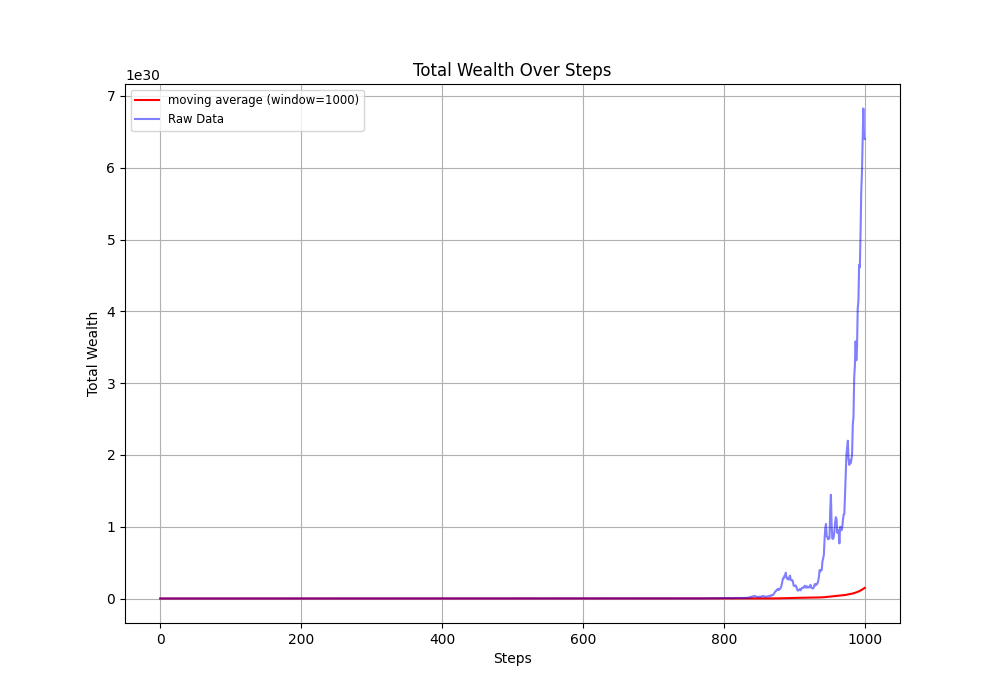 Total Wealth Over Steps
1e30
moving average (window=1000)
Raw Data
7
6
5
4
3
2
1
0
Total Wealth
0 200 400 600 800 1000
Steps